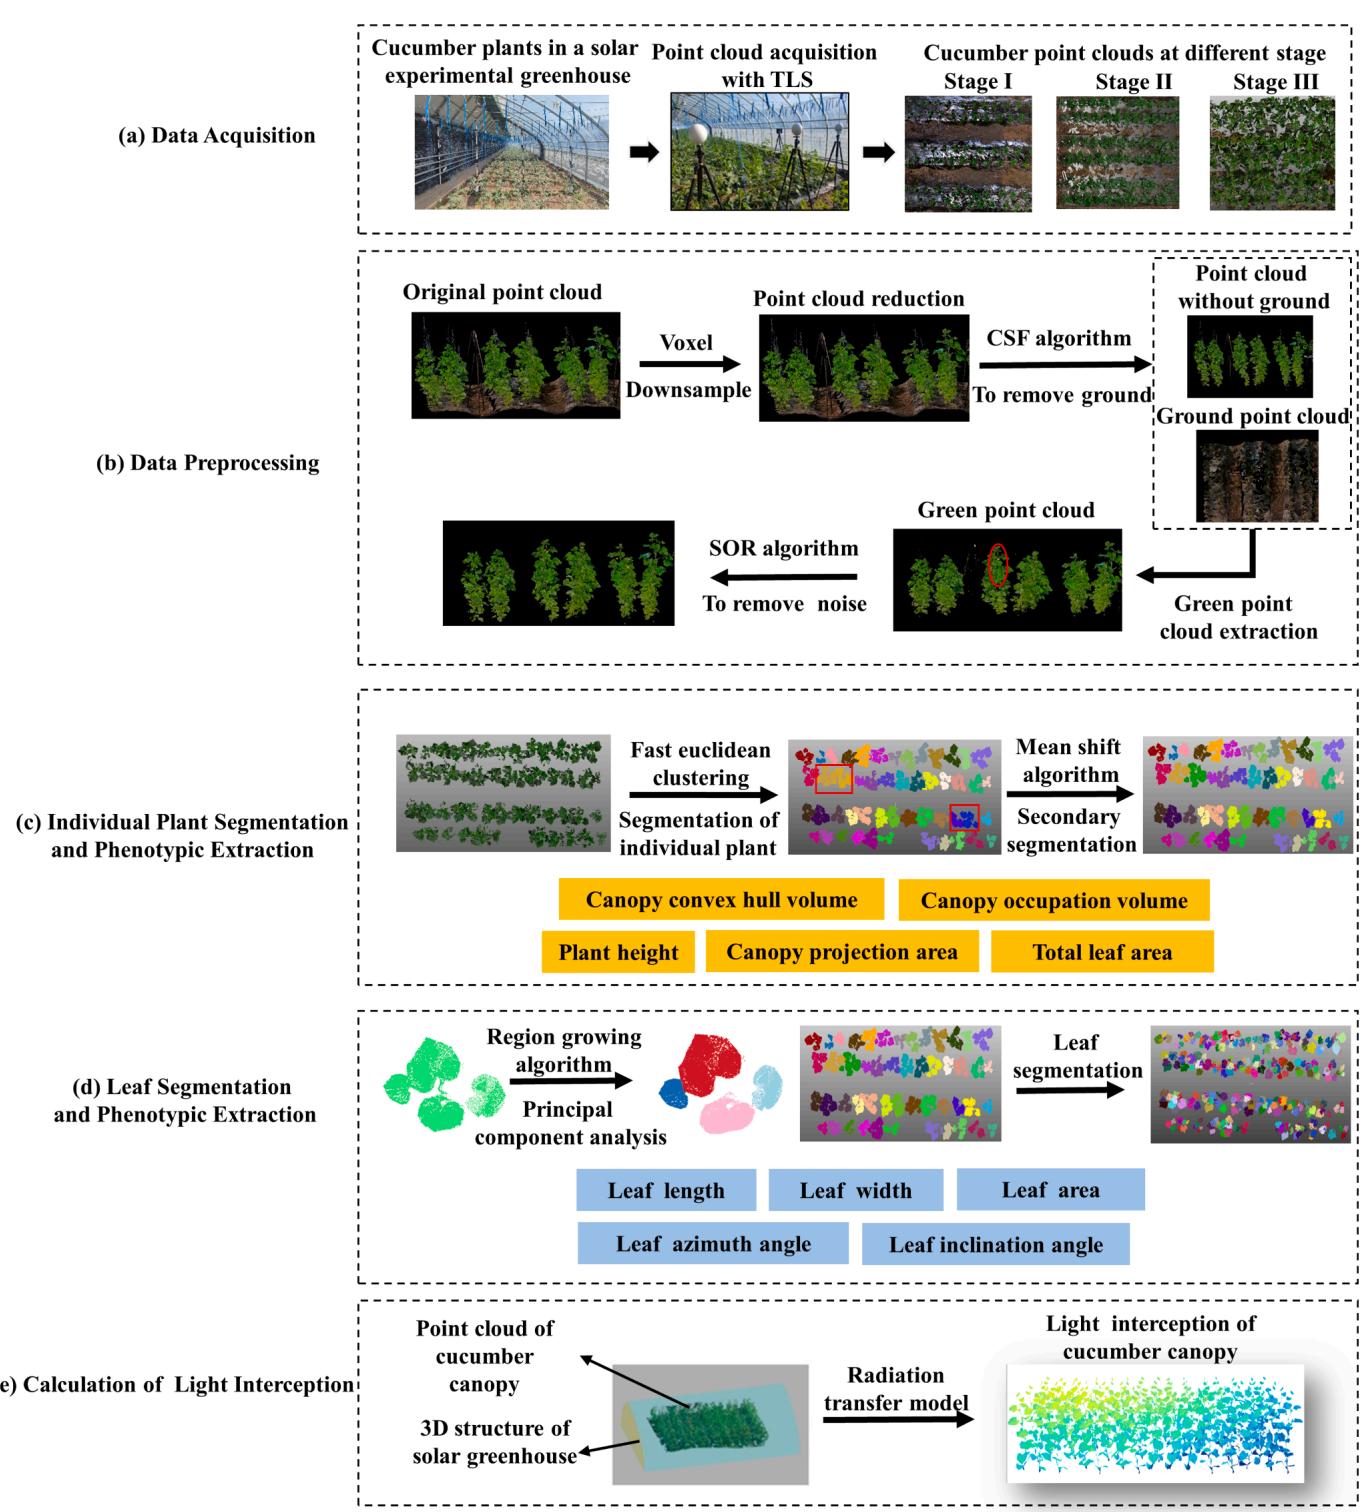 Cucumber plants in a solar
experimental greenhouse
Point cloud acquisition
with TLS
Cucumber point clouds at different stage
Stage I
Stage II
Stage III
(a) Data Acquisition
Original point cloud
Voxel
Downsample
Point cloud reduction
CSF algorithm
To remove ground
Point cloud
without ground
Ground point cloud
(b) Data Preprocessing
Green point
cloud extraction
Green point cloud
SOR algorithm
To remove noise
(c) Individual Plant Segmentation
and Phenotypic Extraction
Fast euclidean
clustering
Segmentation of
individual plant
Mean shift
algorithm
Secondary
segmentation
Canopy convex hull volume
Canopy occupation volume
Plant height
Canopy projection area
Total leaf area
(d) Leaf Segmentation
and Phenotypic Extraction
Region growing
algorithm
Principal
component analysis
Leaf
segmentation
Leaf length
Leaf width
Leaf area
Leaf azimuth angle
Leaf inclination angle
e) Calculation of Light Interception
Point cloud of
cucumber
canopy
3D structure of
solar greenhouse
Radiation
transfer model
Light interception of
cucumber canopy